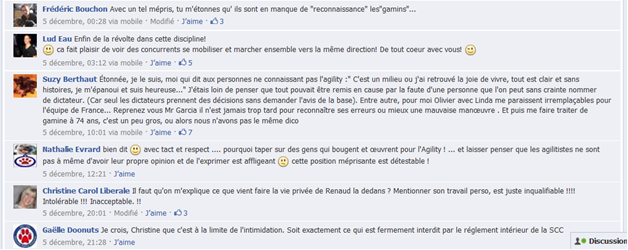 Frédéric Bouchon Avec un tel mépris, tu m'étonnes qu' ils sont en manque de "reconnaissance" les"gamins"...
5 décembre, 00:28 via mobile · Modifié · J'aime · 3
Lud Eau Enfin de la révolte dans cette discipline!
ca fait plaisir de voir des concurrents se mobiliser et marcher ensemble vers la même direction! De tout coeur avec vous!
5 décembre, 03:12 via mobile · J'aime · 5
Suzy Berthaut Étonnée, je le suis, moi qui dit aux personnes ne connaissant pas l'agility :" C'est un milieu ou j'ai retrouvé la joie de vivre, tout est clair et sans
histoires, je m'épanoui et suis heureuse..." J'étais loin de penser que tout pouvait être remis en cause par la faute d'une personne que l'on peut sans crainte nommer
de dictateur. (Car seul les dictateurs prennent des décisions sans demander l'avis de la base). Entre autre, pour moi Olivier avec Linda me paraissent irremplaçables pour
l'équipe de France... Reprenez vous Mr Garcia il n'est jamais trop tard pour reconnaître ses erreurs ou mieux une mauvaise manœuvre . Et puis me faire traiter de
gamine à 74 ans, c'est un peu gros, ou alors nous n'avons pas le même dico
5 décembre, 10:01 via mobile · J'aime · 7
Nathalie Evrard bien dit avec tact et respect .... pourquoi taper sur des gens qui bougent et œuvrent pour l'Agility ! ... et laisser penser que les agilitistes ne sont
pas à même d'avoir leur propre opinion et de l'exprimer est affligeant cette position méprisante est détestable !
5 décembre, 12:21 · J'aime
Christine Carol Liberale Il faut qu'on m'explique ce que vient faire la vie privée de Renaud la dedans ? Mentionner son travail perso, est juste inqualifiable !!!!
Intolérable !!! Inacceptable. !!
5 décembre, 20:01 · Modifié · J'aime · 3
Gaëlle Doonuts Je crois, Christine que c'est à la limite de l'intimidation. Soit exactement ce qui est fermement interdit par le réglement intérieur de la SCC
5 décembre, 21:28 · J'aime
Discussion